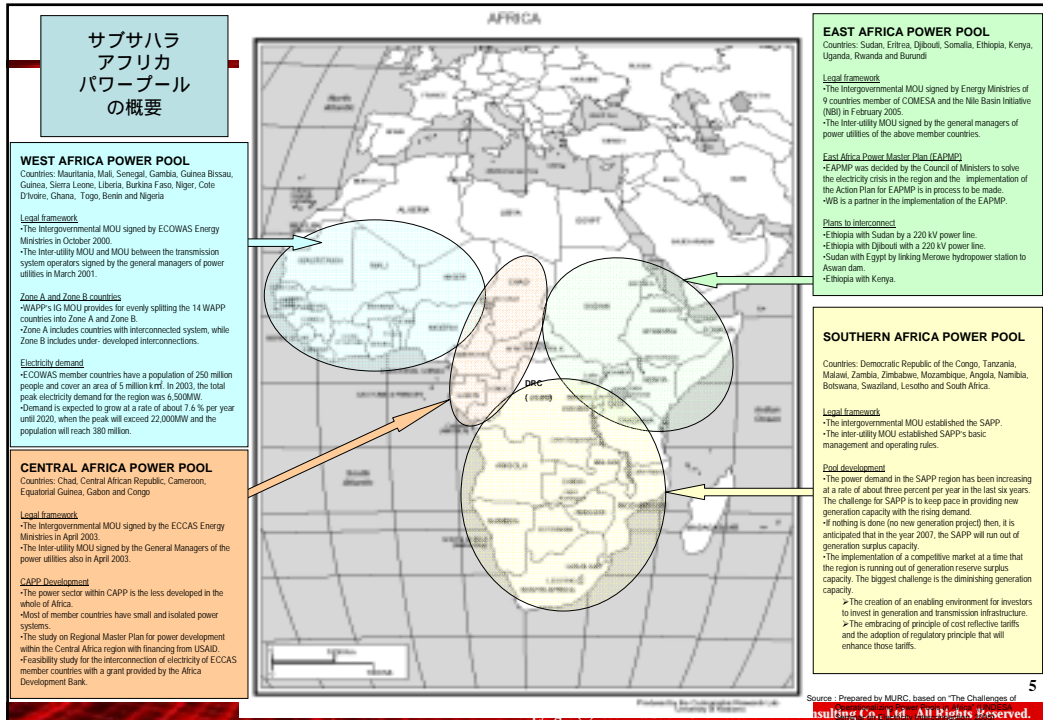 AFRICA
サブサハラ
アフリカ
パワープール
の概要
WEST AFRICA POWER POOL
Countries: Mauritania, Mali, Senegal, Gambia, Guinea Bissau,
Guinea, Sierra Leone, Liberia, Burkina Faso, Niger, Cote
D'Ivoire, Ghana, Togo, Benin and Nigeria
Legal framework
•The Intergovernmental MOU signed by ECOWAS Energy
Ministries in October 2000.
•The Inter-utility MOU and MOU between the transmission
system operators signed by the general managers of power
utilities in March 2001.
Zone A and Zone B countries
•WAPP's IG MOU provides for evenly splitting the 14 WAPP
countries into Zone A and Zone B.
•Zone A includes countries with interconnected system, while
Zone B includes under- developed interconnections.
Electricity demand
•ECOWAS member countries have a population of 250 million
people and cover an area of 5 million km². In 2003, the total
peak electricity demand for the region was 6,500MW.
•Demand is expected to grow at a rate of about 7.6 % per year
until 2020, when the peak will exceed 22,000MW and the
population will reach 380 million.
CENTRAL AFRICA POWER POOL
Countries: Chad, Central African Republic, Cameroon,
Equatorial Guinea, Gabon and Congo
Legal framework
•The Intergovernmental MOU signed by the ECCAS Energy
Ministries in April 2003.
•The Inter-utility MOU signed by the General Managers of the
power utilities also in April 2003.
CAPP Development
•The power sector within CAPP is the less developed in the
whole of Africa.
•Most of member countries have small and isolated power
systems.
•The study on Regional Master Plan for power development
within the Central Africa region with financing from USAID.
•Feasibility study for the interconnection of electricity of ECCAS
member countries with a grant provided by the Africa
Development Bank.
EAST AFRICA POWER POOL
Countries: Sudan, Eritrea, Djibouti, Somalia, Ethiopia, Kenya,
Uganda, Rwanda and Burundi
Legal framework
•The Intergovernmental MOU signed by Energy Ministries of
9 countries member of COMESA and the Nile Basin Initiative
(NBI) in February 2005.
•The Inter-utility MOU signed by the general managers of
power utilities of the above member countries.
East Africa Power Master Plan (EAPMP)
•EAPMP was decided by the Council of Ministers to solve
the electricity crisis in the region and the implementation of
the Action Plan for EAPMP is in process to be made.
•WB is a partner in the implementation of the EAPMP.
Plans to interconnect
•Ethiopia with Sudan by a 220 kV power line.
•Ethiopia with Djibouti with a 220 kV power line.
•Sudan with Egypt by linking Merowe hydropower station to
Aswan dam.
•Ethiopia with Kenya.
SOUTHERN AFRICA POWER POOL
Countries: Democratic Republic of the Congo, Tanzania,
Malawi, Zambia, Zimbabwe, Mozambique, Angola, Namibia,
Botswana, Swaziland, Lesotho and South Africa.
Legal framework
•The intergovernmental MOU established the SAPP.
•The inter-utility MOU established SAPP's basic
management and operating rules.
Pool development
•The power demand in the SAPP region has been increasing
at a rate of about three percent per year in the last six years.
The challenge for SAPP is to keep pace in providing new
generation capacity with the rising demand.
•If nothing is done (no new generation project) then, it is
anticipated that in the year 2007, the SAPP will run out of
generation surplus capacity.
•The implementation of a competitive market at a time that
the region is running out of generation reserve surplus
capacity. The biggest challenge is the diminishing generation
capacity.
➢The creation of an enabling environment for investors
to invest in generation and transmission infrastructure.
➢The embracing of principle of cost reflective tariffs
and the adoption of regulatory principle that will
enhance those tariffs.
DRC
ALGERIA
LIBYA
EGYPT
MALI
NIGER
CHAD
SUDAN
ANGOLA
5
Source : Prepared by MURC, based on "The Challenges of
Co., Ltd. All Rights Reserved.